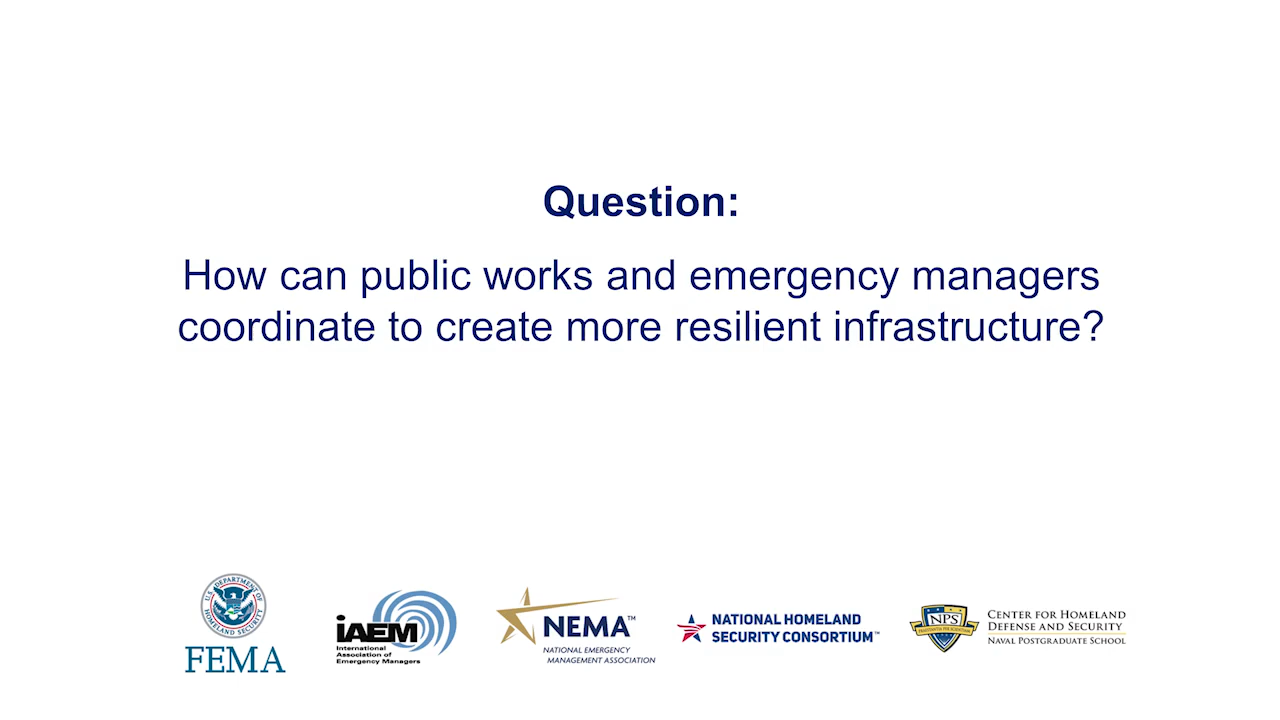 Question:
How can public works and emergency managers
coordinate to create more resilient infrastructure?
U.S. DEPARTMENT OF
HOMELAND SECURITY
FEMA
iAEM
International
Association of
Emergency Managers
NEMA™
NATIONAL EMERGENCY
MANAGEMENT ASSOCIATION
NATIONAL HOMELAND
SECURITY CONSORTIUM™
NPS
CENTER FOR HOMELAND
DEFENSE AND SECURITY
NAVAL POSTGRADUATE SCHOOL